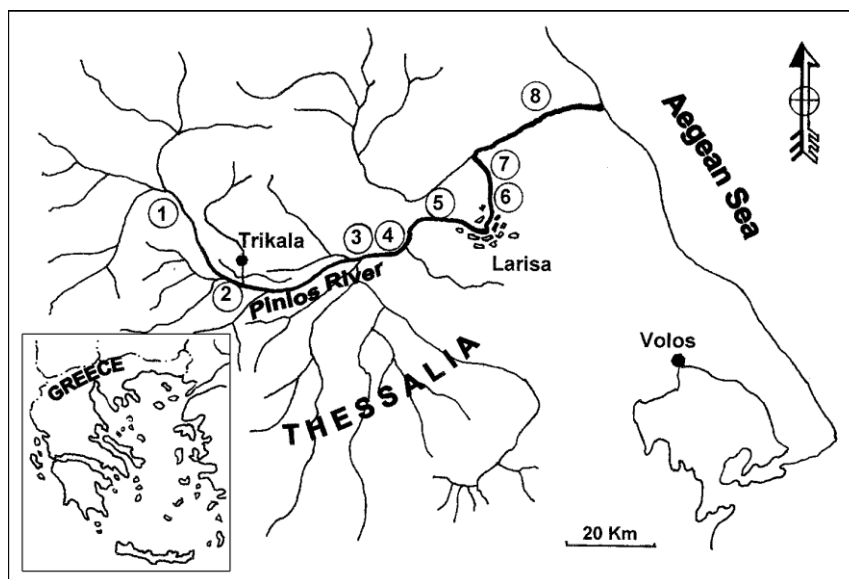 8
Aegean Sea
7
6
5
1
3
4
Trikala
Larisa
2
Pinios River
Volos
THESSALIA
GREECE
20 Km